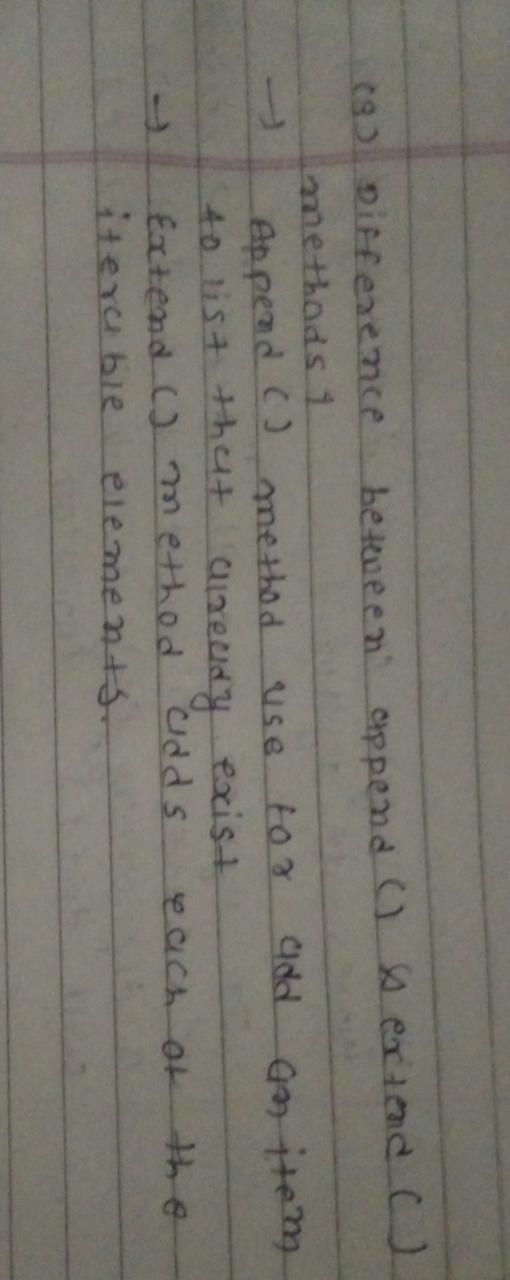 (9) Difference between append () & extend ()
methods ?
→ Append () method use for add an item
to list that already exist
→ Extend () method adds each of the
iterable elements.